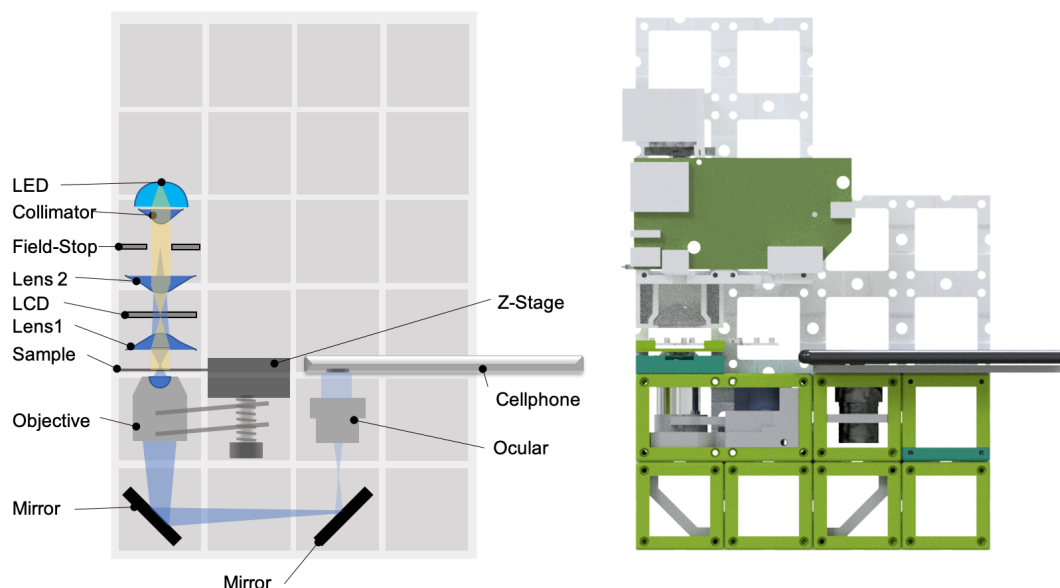 LED
Collimator
Field-Stop
Lens 2
LCD
Lens1
Sample
Objective
Mirror
Mirror
Z-Stage
Cellphone
Ocular